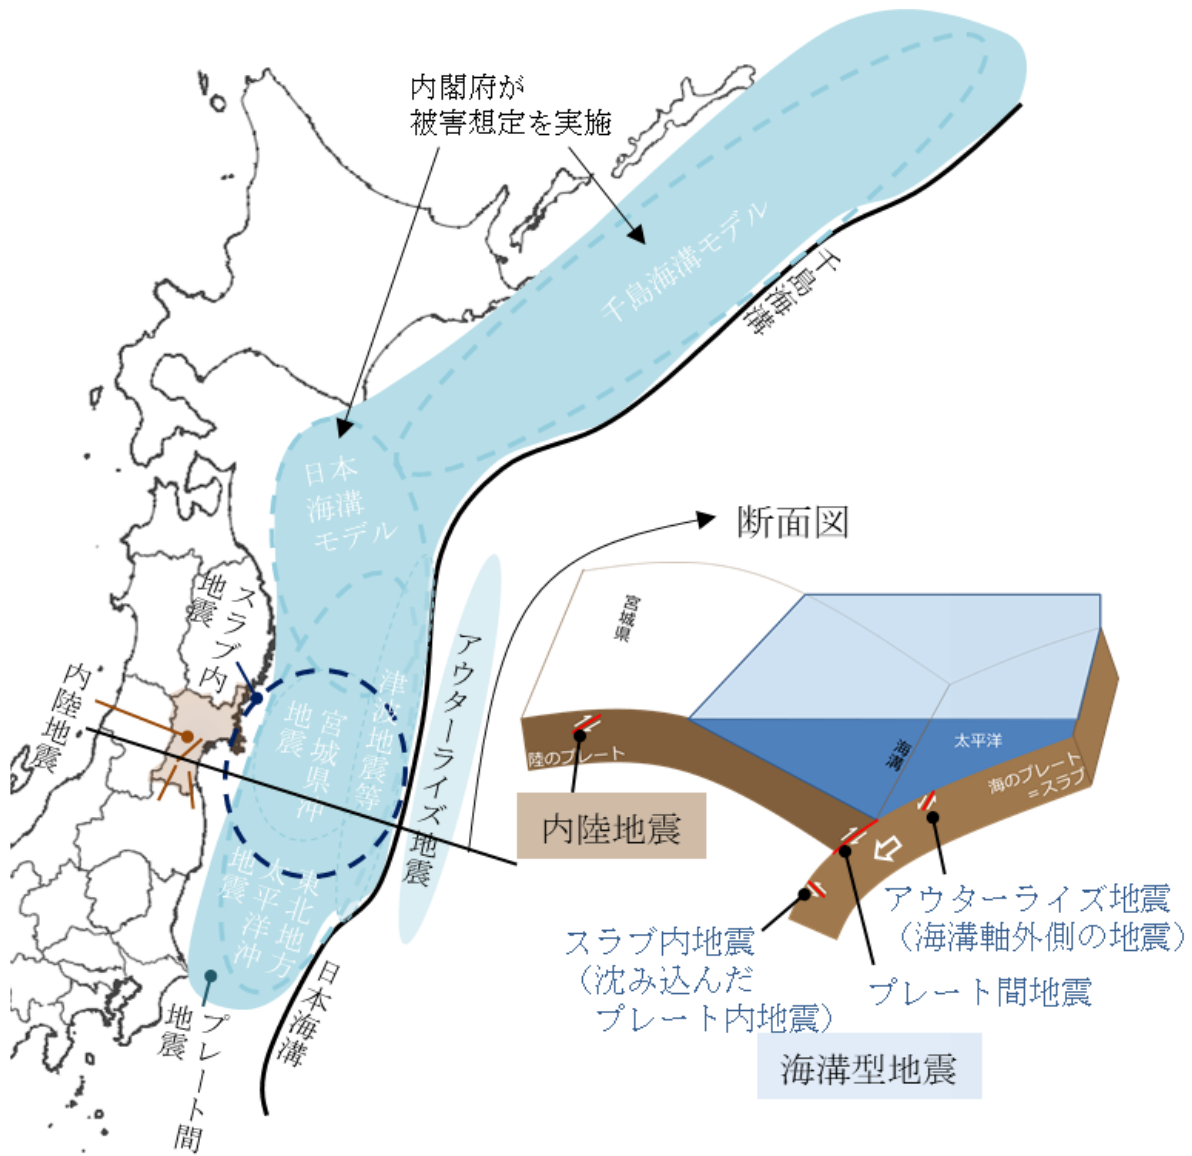 内閣府が
被害想定を実施
千島海溝モデル
千島海溝
日本
海溝
モデル
断面図
スラブ内
地震
内陸地震
津波地震等
宮城県沖
地震
アウターライズ地震
東北地方
太平洋沖
地震
日本海溝
プレート間
地震
宮城県
太平洋
海溝
陸のプレート
海のプレート
=スラブ
内陸地震
アウターライズ地震
(海溝軸外側の地震)
スラブ内地震
(沈み込んだ
プレート内地震)
プレート間地震
海溝型地震